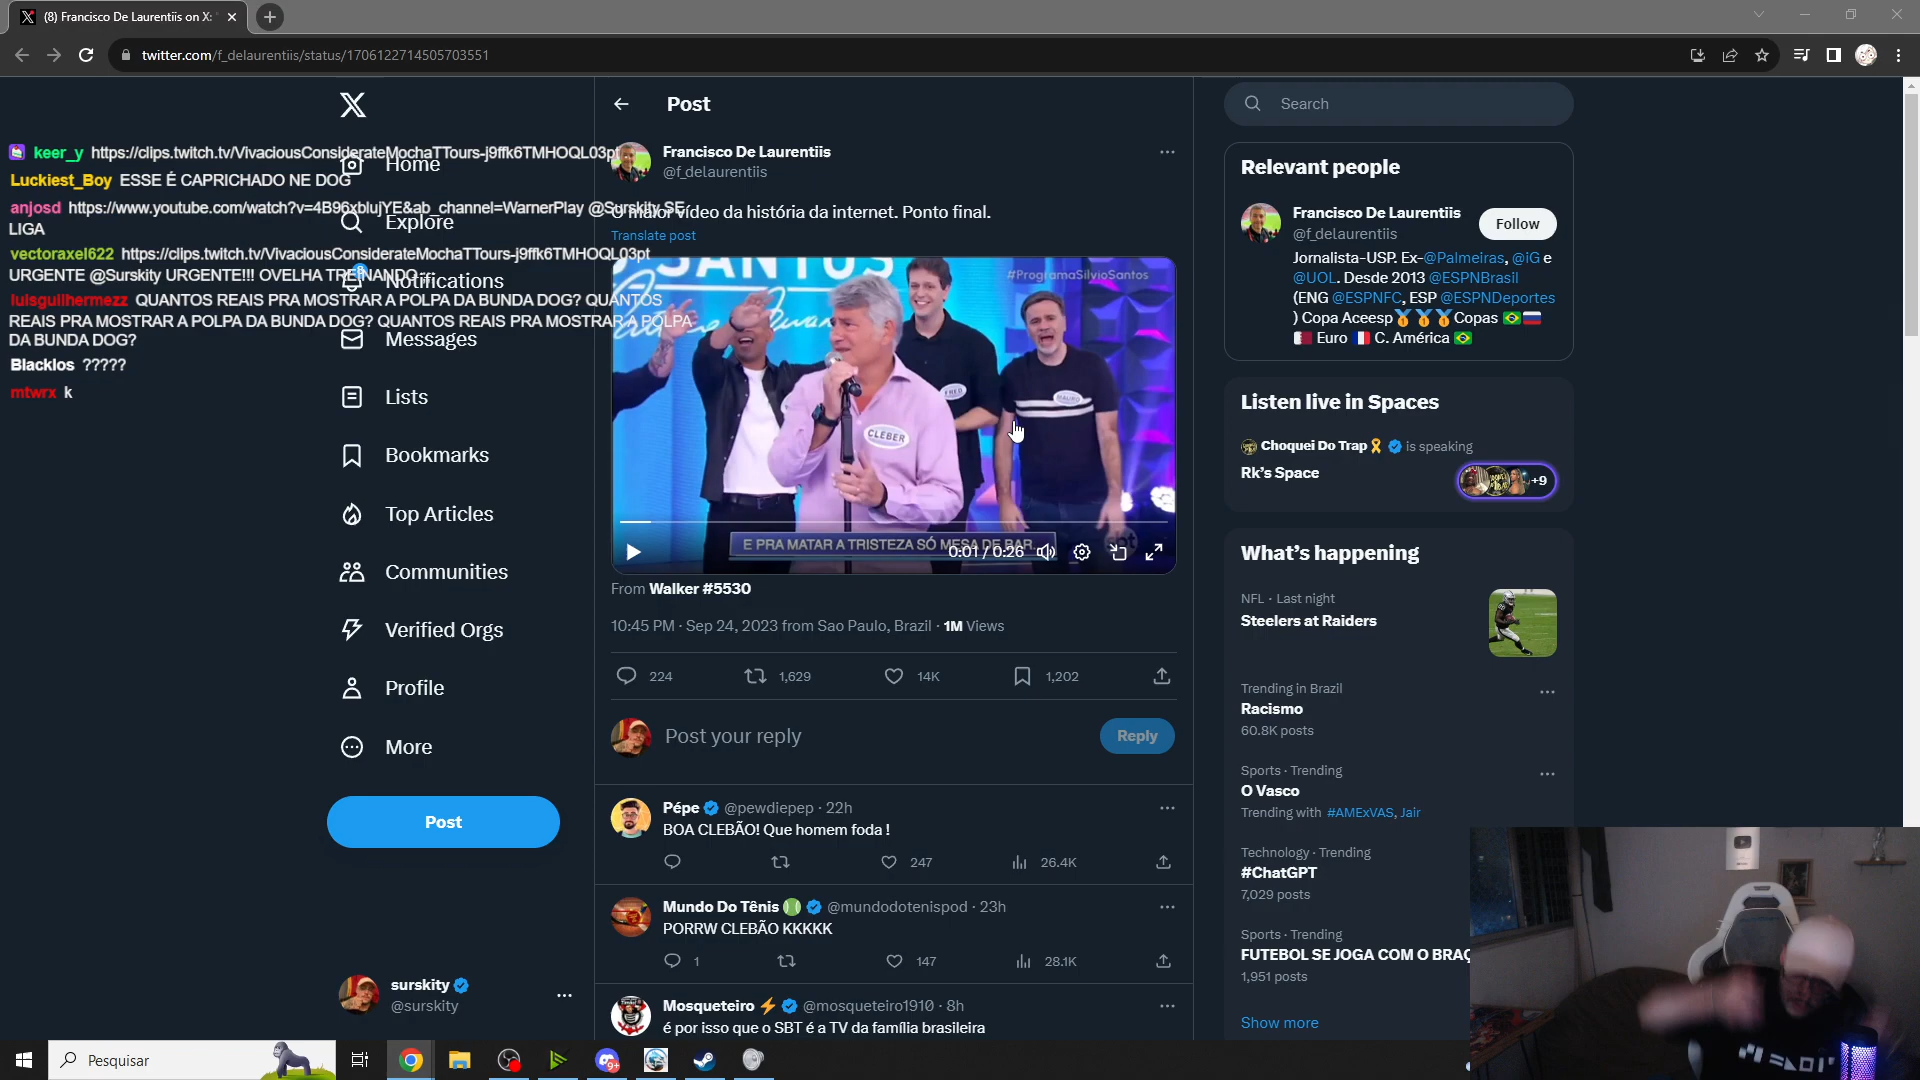 (8) Francisco De Laurentiis on X: "
twitter.com/f_delaurentiis/status/1706122714505703551
keer_y https://clips.twitch.tv/VivaciousConsiderateMochaTTours-j9ffk6TMHOQL03pt
Luckiest_Boy ESSE É CAPRICHADO NE DOG
anjosd https://www.youtube.com/watch?v=4B96xblujYE&ab_channel=WarnerPlay @Surskity SE
LIGA
vectoraxel622 https://clips.twitch.tv/VivaciousConsiderateMochaTTours-j9ffk6TMHOQL03pt
URGENTE @Surskity URGENTE!!! OVELHA TREINANDO
luisguilhermezz QUANTOS REAIS PRA MOSTRAR A POLPA DA BUNDA DOG? QUANTOS
REAIS PRA MOSTRAR A POLPA DA BUNDA DOG? QUANTOS REAIS PRA MOSTRAR A POLPA
DA BUNDA DOG?
Blacklos ?????
mtwrx k
Home
Explore
Notifications
Messages
Lists
Bookmarks
Top Articles
Communities
Verified Orgs
Profile
More
Post
surskity
@surskity
Post
Francisco De Laurentiis
@f_delaurentiis
O maior vídeo da história da internet. Ponto final.
Translate post
SANTOS
#ProgramaSilvioSantos
CLEBER
FRED
MAURO
E PRA MATAR A TRISTEZA SÓ MESA DE BAR...
0:01 / 0:26
sbt
From Walker #5530
10:45 PM · Sep 24, 2023 from Sao Paulo, Brazil · 1M Views
224 1,629 14K 1,202
Post your reply
Reply
Pépe @pewdiepep · 22h
BOA CLEBÃO! Que homem foda !
247 26.4K
Mundo Do Tênis @mundodotenispod · 23h
PORRW CLEBÃO KKKKK
1 147 28.1K
Mosqueteiro @mosqueteiro1910 · 8h
é por isso que o SBT é a TV da família brasileira
Search
Relevant people
Francisco De Laurentiis
@f_delaurentiis
Follow
Jornalista-USP. Ex-@Palmeiras, @iG e
@UOL. Desde 2013 @ESPNBrasil
(ENG @ESPNFC, ESP @ESPNDeportes
) Copa Aceesp Copas
Euro C. América
Listen live in Spaces
Choquei Do Trap is speaking
Rk's Space
+9
What's happening
NFL · Last night
Steelers at Raiders
Trending in Brazil
Racismo
60.8K posts
Sports · Trending
O Vasco
Trending with #AMExVAS, Jair
Technology · Trending
#ChatGPT
7,029 posts
Sports · Trending
FUTEBOL SE JOGA COM O BRAÇ
1,951 posts
Show more
Pesquisar
9+